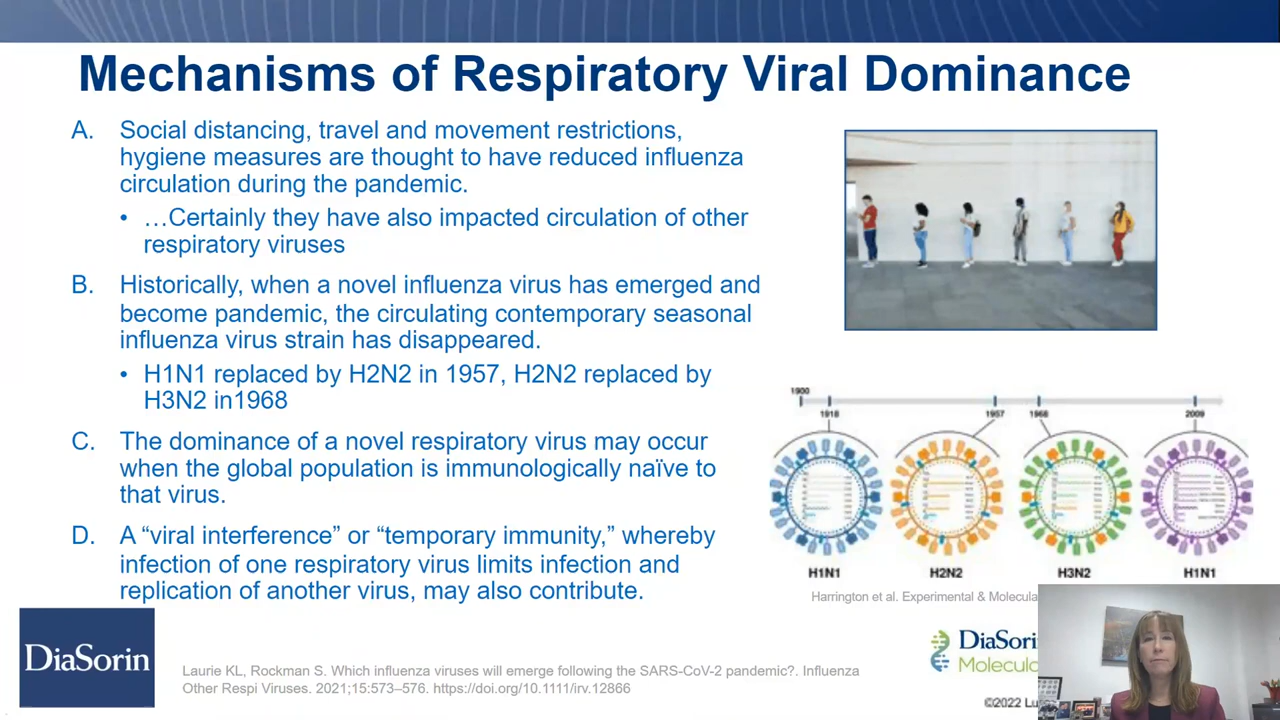 Mechanisms of Respiratory Viral Dominance
A. Social distancing, travel and movement restrictions,
hygiene measures are thought to have reduced influenza
circulation during the pandemic.
• …Certainly they have also impacted circulation of other
respiratory viruses
B. Historically, when a novel influenza virus has emerged and
become pandemic, the circulating contemporary seasonal
influenza virus strain has disappeared.
• H1N1 replaced by H2N2 in 1957, H2N2 replaced by
H3N2 in1968
C. The dominance of a novel respiratory virus may occur
when the global population is immunologically naïve to
that virus.
D. A “viral interference” or “temporary immunity,” whereby
infection of one respiratory virus limits infection and
replication of another virus, may also contribute.
1900
1918 1957 1968 2009
H1N1 H2N2 H3N2 H1N1
Harrington et al. Experimental & Molecula
DiaSorin
Laurie KL, Rockman S. Which influenza viruses will emerge following the SARS-CoV-2 pandemic?. Influenza
Other Respi Viruses. 2021;15:573–576. https://doi.org/10.1111/irv.12866
DiaSori
Molecul
©2022 Lu